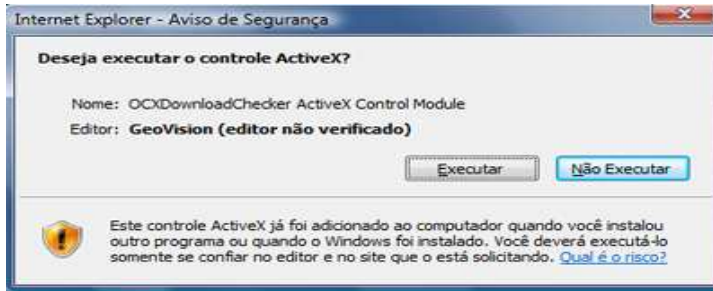 Internet Explorer - Aviso de Segurança
Deseja executar o controle ActiveX?
Nome: OCXDownloadChecker ActiveX Control Module
Editor: GeoVision (editor não verificado)
Executar Não Executar
Este controle ActiveX já foi adicionado ao computador quando você instalou
outro programa ou quando o Windows foi instalado. Você deverá executá-lo
somente se confiar no editor e no site que o está solicitando. Qual é o risco?